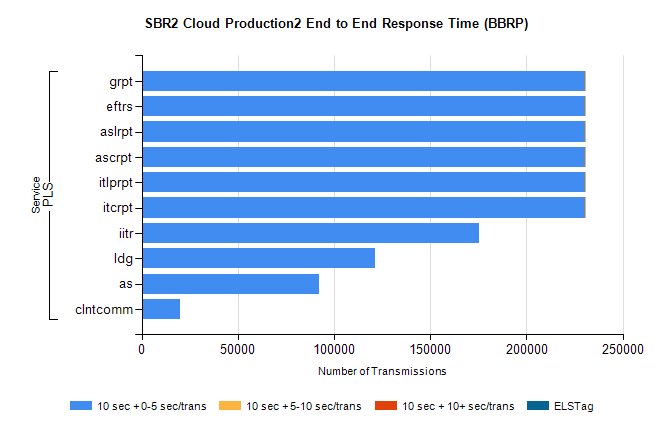 SBR2 Cloud Production2 End to End Response Time (BBRP)
grpt
eftrs
aslrpt
ascrpt
itlprpt
itcrpt
iitr
ldg
as
clntcomm
Service
PLS
0 50000 100000 150000 200000 250000
Number of Transmissions
10 sec +0-5 sec/trans 10 sec +5-10 sec/trans 10 sec + 10+ sec/trans ELSTag